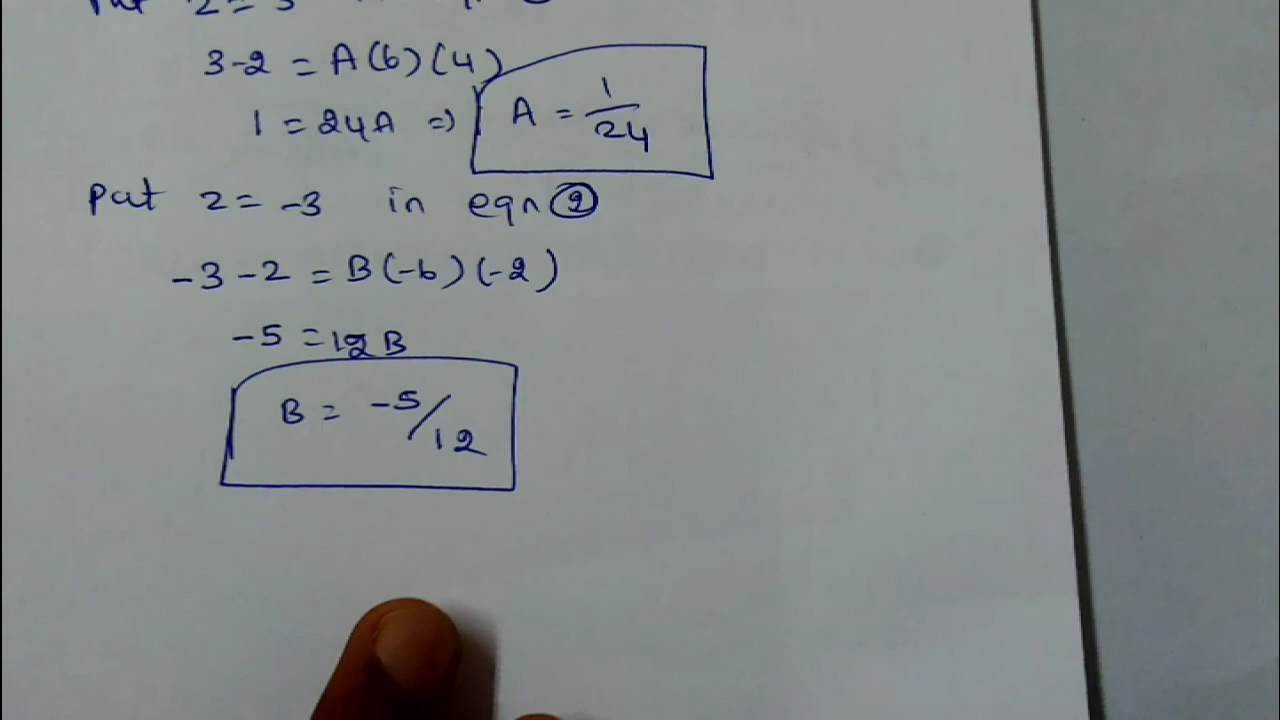 3-2 = A(6)(4)
1 = 24A ⇒ A = 1/24
Put z = -3 in eqn ②
-3-2 = B(-6)(-2)
-5 = 12B
B = -5/12